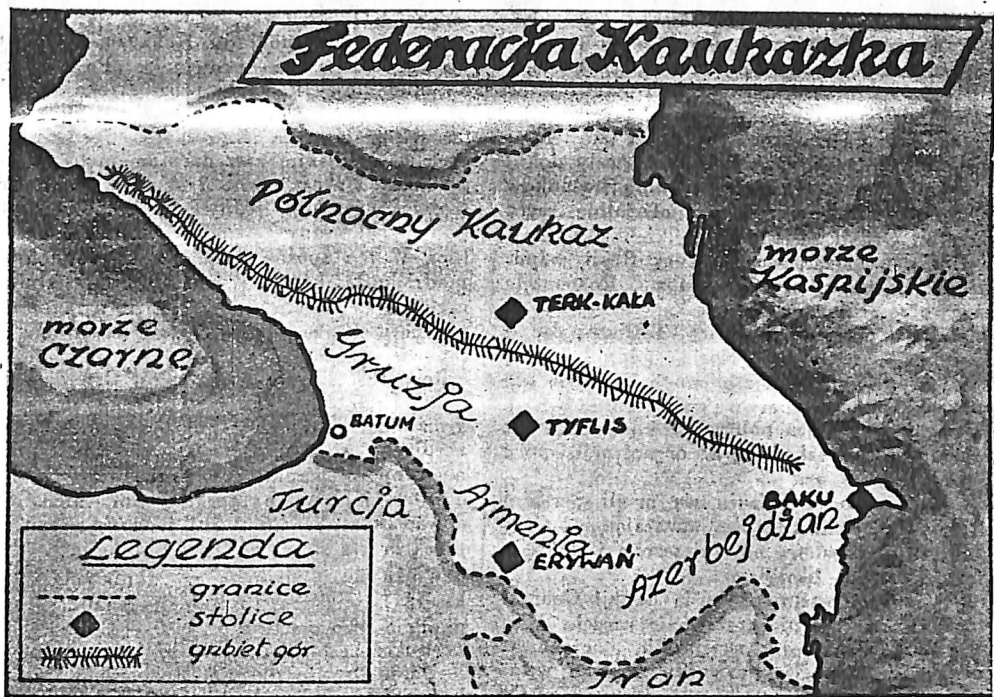 Federacja Kaukazka
Północny Kaukaz
morze
Kaspijskie
TERK-KAŁA
morze
Czarne
Gruzja
BATUM
TYFLIS
Turcja
Armenja
BAKU
ERYWAŃ
Azerbejdżan
Iran
Legenda
granice
stolice
grzbiet gór